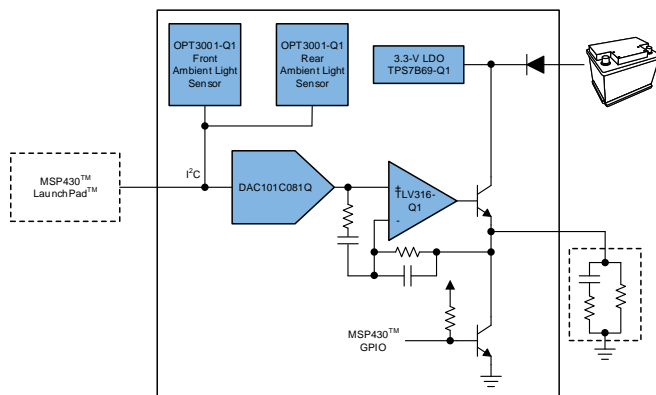 OPT3001-Q1
Front
Ambient Light
Sensor
OPT3001-Q1
Rear
Ambient Light
Sensor
3.3-V LDO
TPS7B69-Q1
MSP430™
LaunchPad™
I²C
DAC101C081Q
+
TLV316-
Q1
-
MSP430™
GPIO